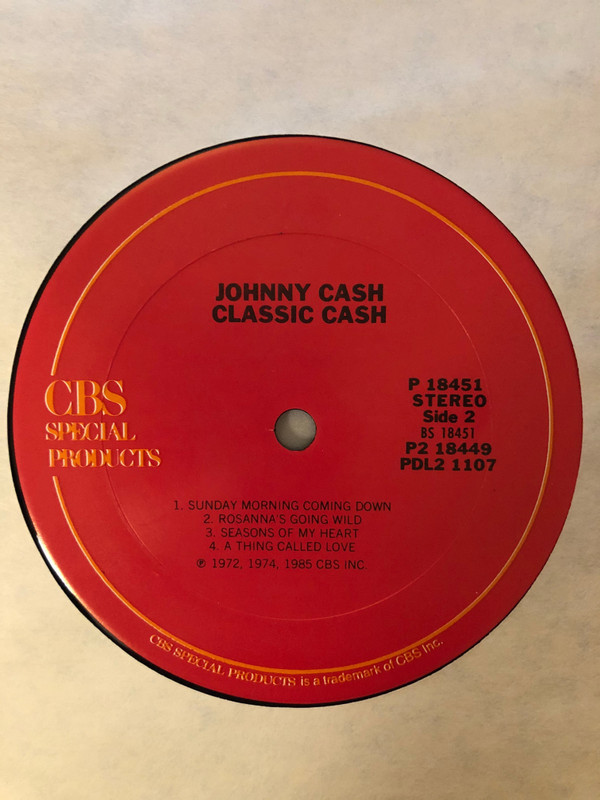 JOHNNY CASH
CLASSIC CASH
CBS
SPECIAL
PRODUCTS
P 18451
STEREO
Side 2
BS 18451
P2 18449
PDL2 1107
1. SUNDAY MORNING COMING DOWN
2. ROSANNA'S GOING WILD
3. SEASONS OF MY HEART
4. A THING CALLED LOVE
℗ 1972, 1974, 1985 CBS INC.
CBS SPECIAL PRODUCTS is a trademark of CBS Inc.